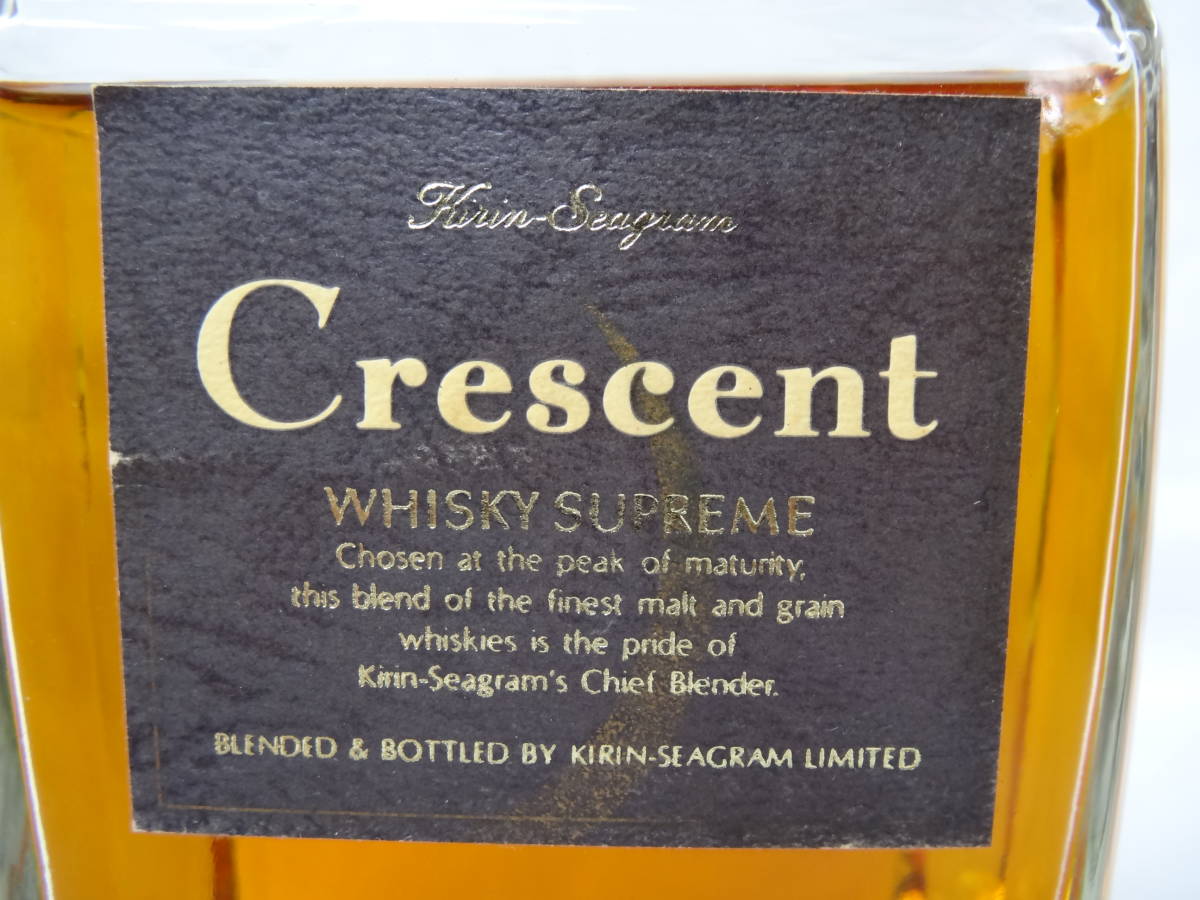 Kirin-Seagram
Crescent
WHISKY SUPREME
Chosen at the peak of maturity,
this blend of the finest malt and grain
whiskies is the pride of
Kirin-Seagram's Chief Blender.
BLENDED & BOTTLED BY KIRIN-SEAGRAM LIMITED